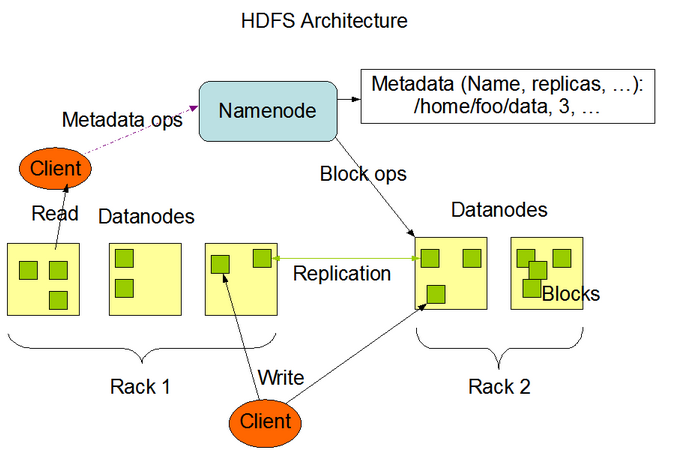 HDFS Architecture
Metadata (Name, replicas, …):
/home/foo/data, 3, …
Namenode
Metadata ops
Client
Block ops
Read
Datanodes
Datanodes
Replication
Blocks
Rack 1
Write
Rack 2
Client